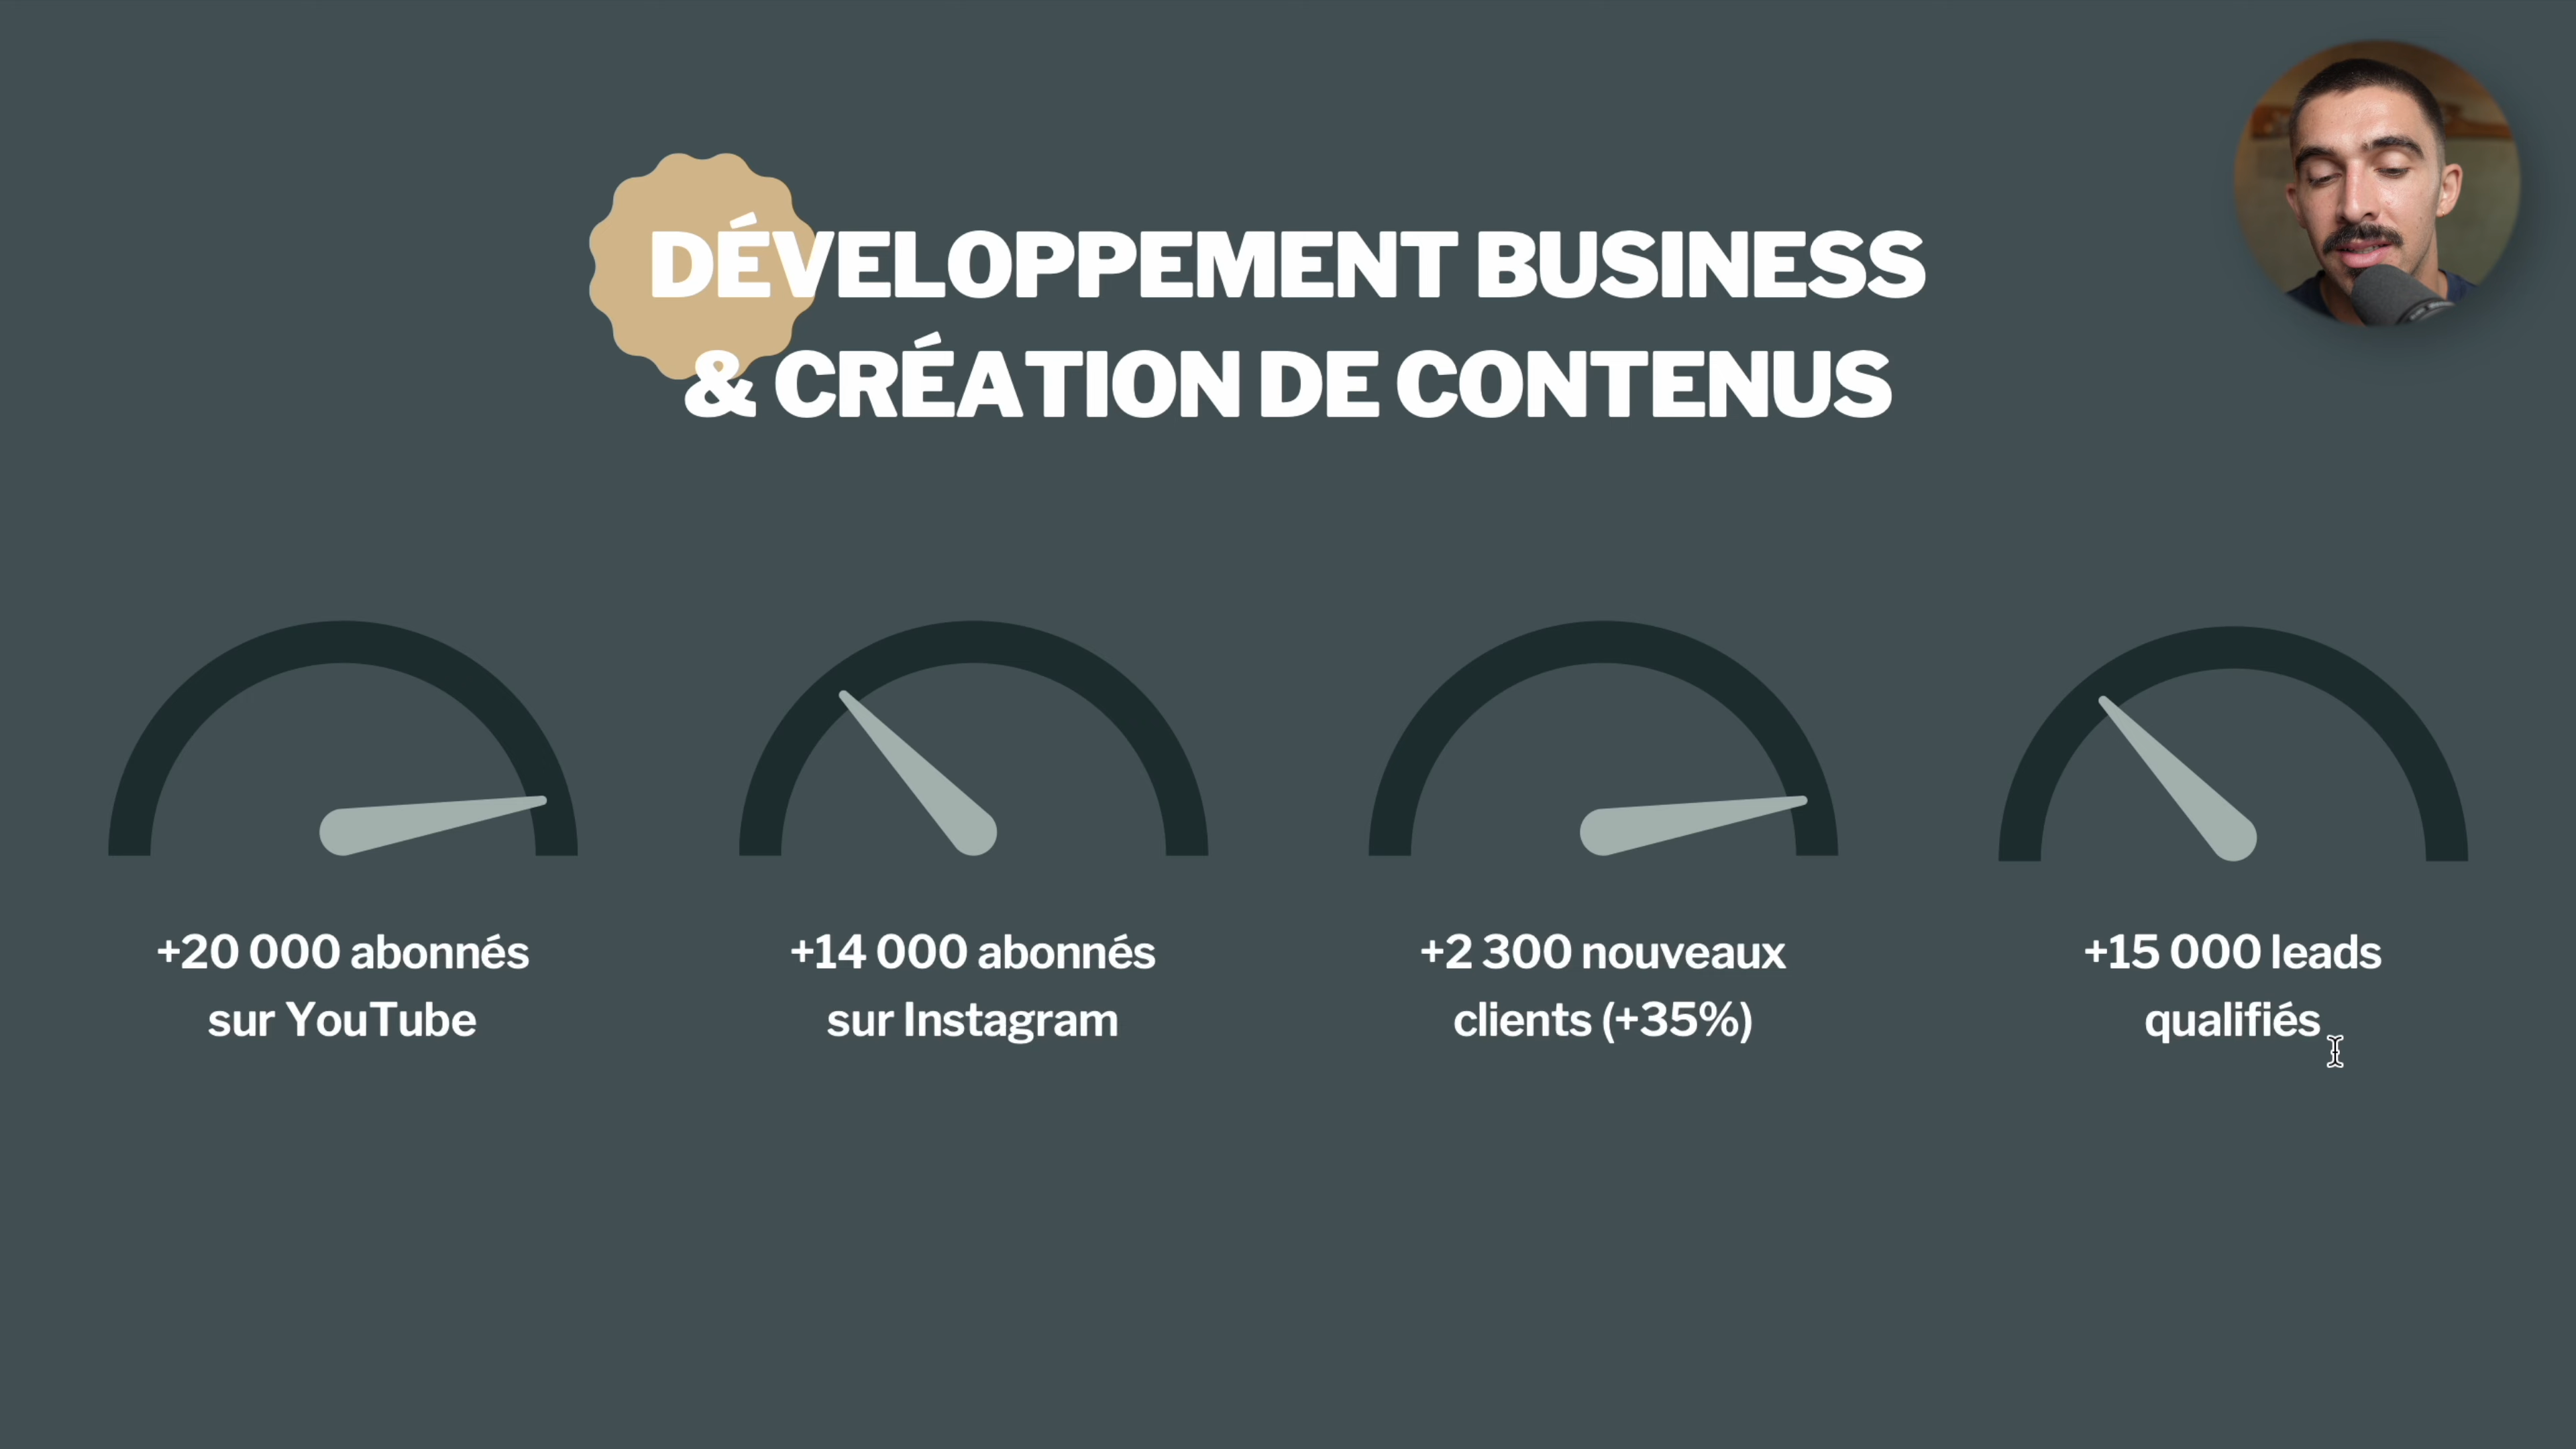 DÉVELOPPEMENT BUSINESS
& CRÉATION DE CONTENUS
+20 000 abonnés
sur YouTube
+14 000 abonnés
sur Instagram
+2 300 nouveaux
clients (+35%)
+15 000 leads
qualifiés